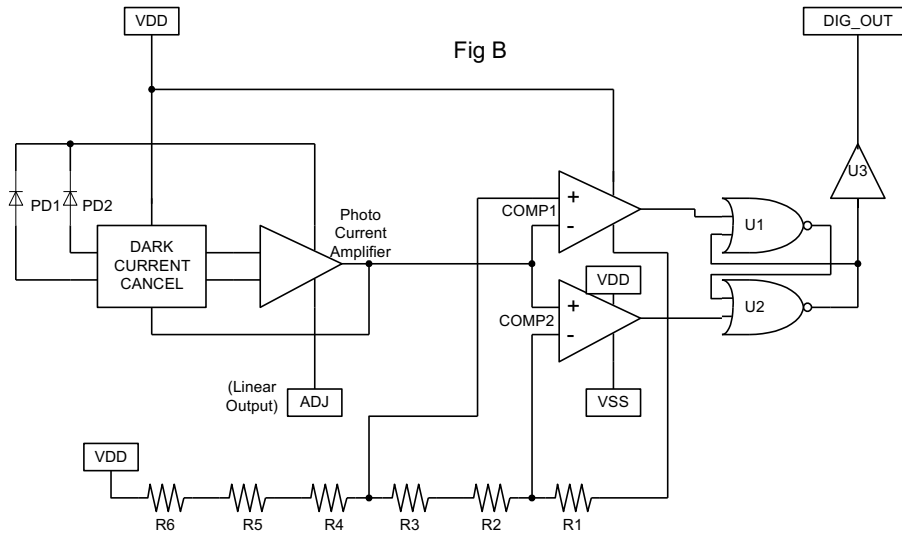 VDD
DIG_OUT
Fig B
U3
PD1
PD2
Photo
Current
Amplifier
COMP1
+
-
U1
DARK
CURRENT
CANCEL
VDD
COMP2
+
-
U2
(Linear
Output)
ADJ
VSS
VDD
R6
R5
R4
R3
R2
R1